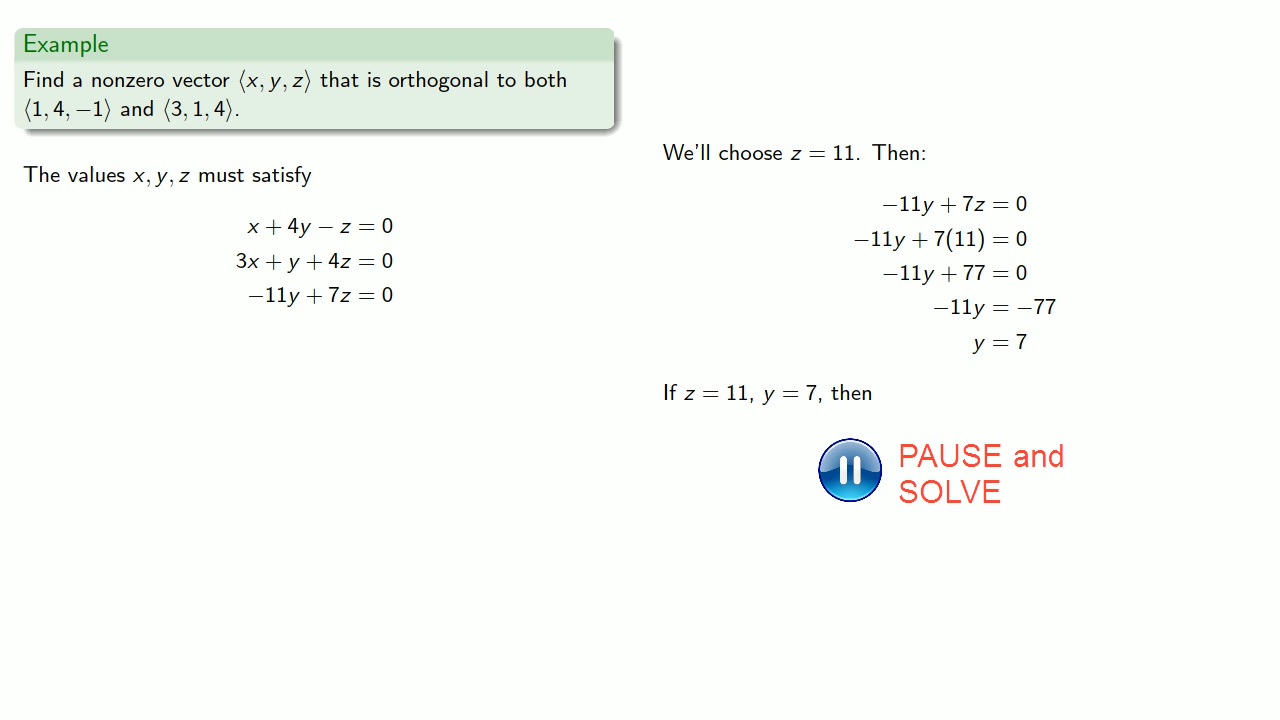 Example
Find a nonzero vector ⟨x, y, z⟩ that is orthogonal to both
⟨1, 4, −1⟩ and ⟨3, 1, 4⟩.
The values x, y, z must satisfy
x + 4y − z = 0
3x + y + 4z = 0
−11y + 7z = 0
We'll choose z = 11. Then:
−11y + 7z = 0
−11y + 7(11) = 0
−11y + 77 = 0
−11y = −77
y = 7
If z = 11, y = 7, then
PAUSE and
SOLVE